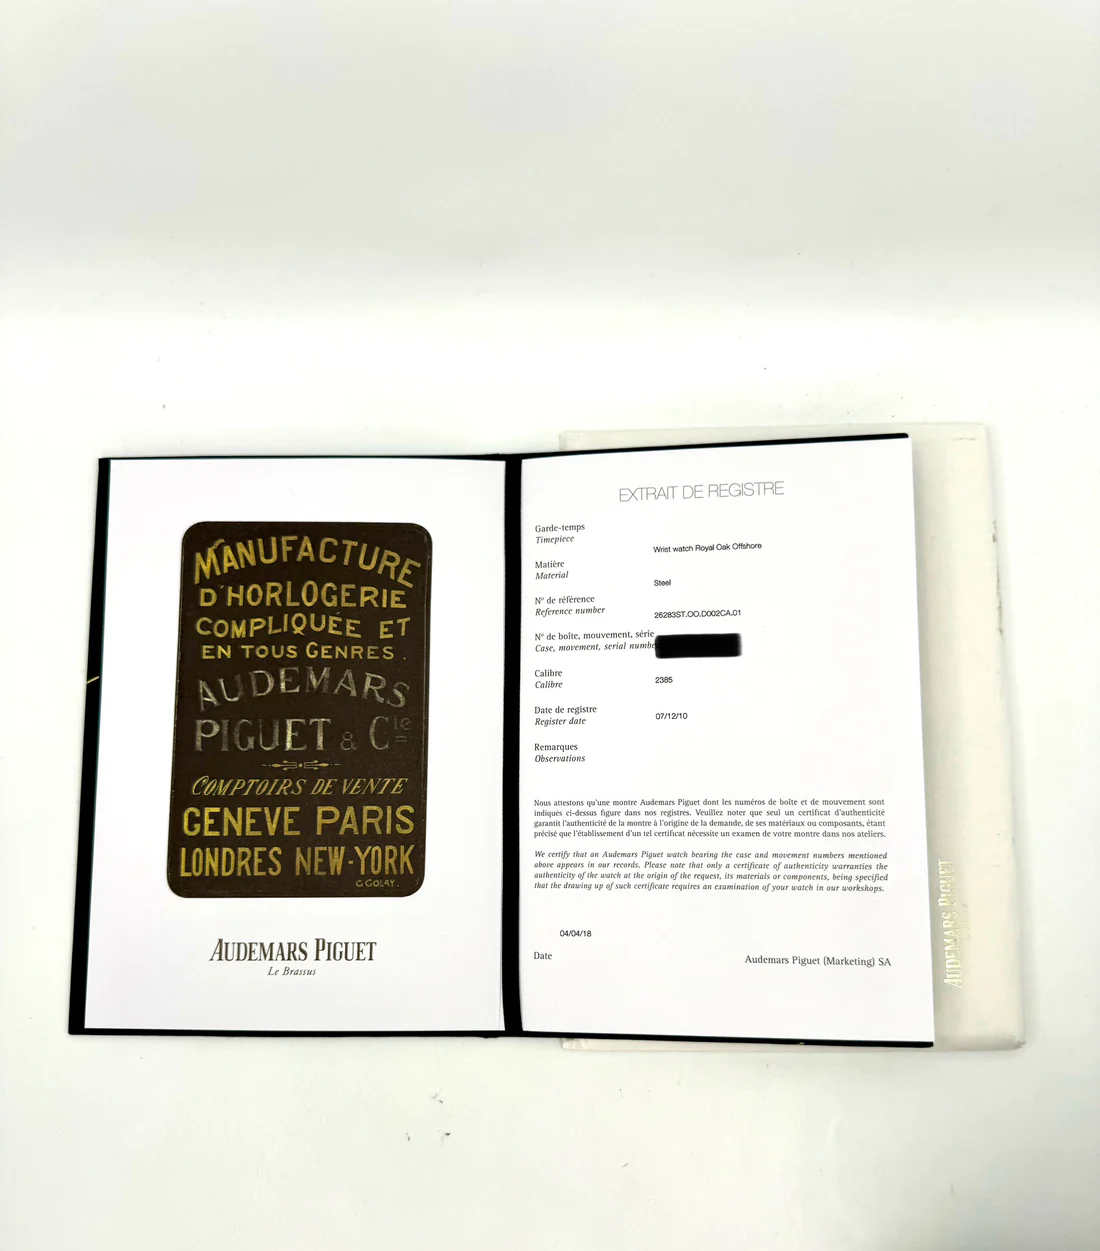 MANUFACTURE
D'HORLOGERIE
COMPLIQUÉE ET
EN TOUS GENRES.
AUDEMARS
PIGUET & Cie
COMPTOIRS DE VENTE
GENEVE PARIS
LONDRES NEW-YORK
G GOLAY.
AUDEMARS PIGUET
Le Brassus
EXTRAIT DE REGISTRE
Garde-temps
Timepiece
Wrist watch Royal Oak Offshore
Matière
Material
Steel
N° de référence
Reference number
26283ST.OO.D002CA.01
N° de boîte, mouvement, série
Case, movement, serial numbe
Calibre
Calibre
2385
Date de registre
Register date
07/12/10
Remarques
Observations
Nous attestons qu'une montre Audemars Piguet dont les numéros de boîte et de mouvement sont
indiqués ci-dessus figure dans nos registres. Veuillez noter que seul un certificat d'authenticité
garantit l'authenticité de la montre à l'origine de la demande, de ses matériaux ou composants, étant
précisé que l'établissement d'un tel certificat nécessite un examen de votre montre dans nos ateliers.
We certify that an Audemars Piguet watch bearing the case and movement numbers mentioned
above appears in our records. Please note that only a certificate of authenticity warranties the
authenticity of the watch at the origin of the request, its materials or components, being specified
that the drawing up of such certificate requires an examination of your watch in our workshops.
04/04/18
Date
Audemars Piguet (Marketing) SA
AUDEMARS PIGUET